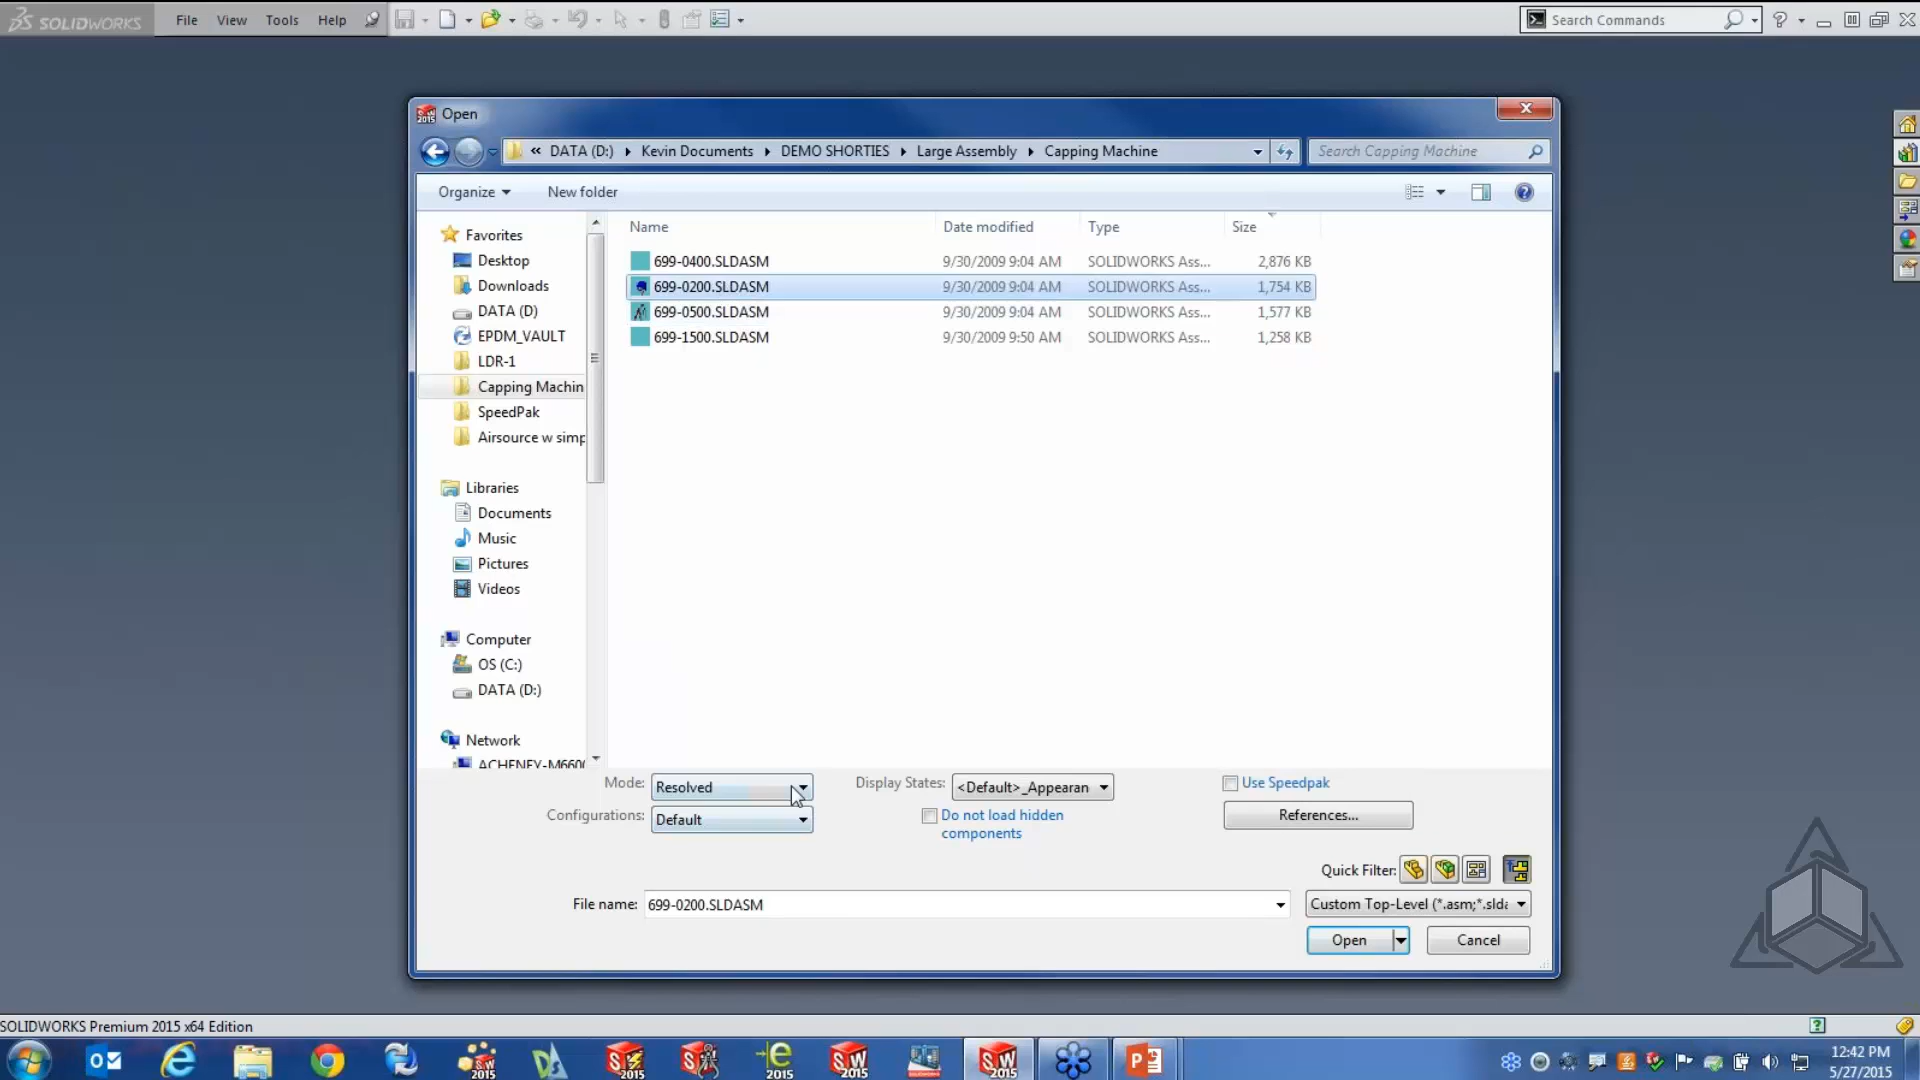 SOLIDWORKS File View Tools Help Search Commands
Open
« DATA (D:) Kevin Documents DEMO SHORTIES Large Assembly Capping Machine Search Capping Machine
Organize New folder
Name Date modified Type Size
699-0400.SLDASM 9/30/2009 9:04 AM SOLIDWORKS Ass... 2,876 KB
699-0200.SLDASM 9/30/2009 9:04 AM SOLIDWORKS Ass... 1,754 KB
699-0500.SLDASM 9/30/2009 9:04 AM SOLIDWORKS Ass... 1,577 KB
699-1500.SLDASM 9/30/2009 9:50 AM SOLIDWORKS Ass... 1,258 KB
Favorites
Desktop
Downloads
DATA (D:)
EPDM_VAULT
LDR-1
Capping Machin
SpeedPak
Airsource w simp
Libraries
Documents
Music
Pictures
Videos
Computer
OS (C:)
DATA (D:)
Network
ACHENEY-M6600
Mode: Resolved Display States: <Default>_Appearan Use Speedpak
Configurations: Default Do not load hidden components References...
Quick Filter:
File name: 699-0200.SLDASM Custom Top-Level (*.asm;*.slda
Open Cancel
SOLIDWORKS Premium 2015 x64 Edition
12:42 PM
5/27/2015